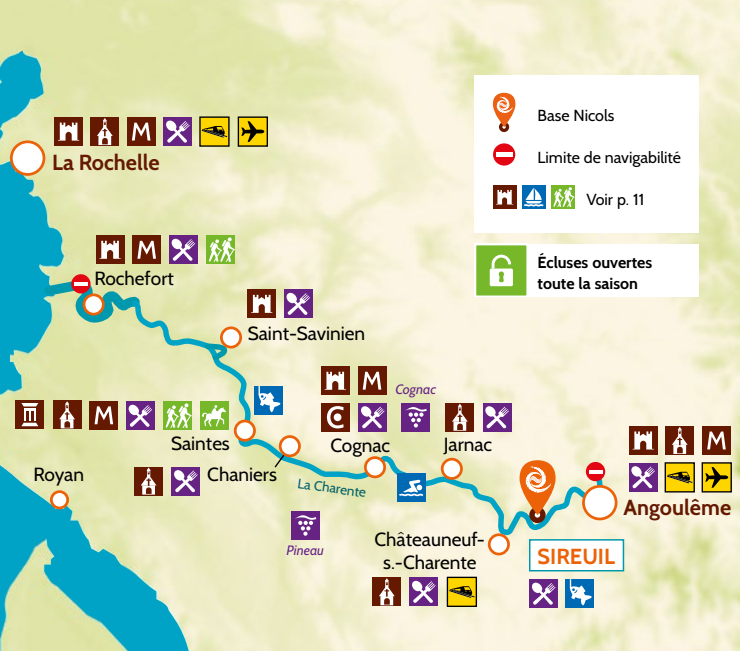 Base Nicols
Limite de navigabilité
Voir p. 11
Écluses ouvertes
toute la saison
M
La Rochelle
M
Rochefort
Saint-Savinien
M
Cognac
M
Saintes
Cognac
Jarnac
Chaniers
La Charente
Royan
Pineau
M
Angoulême
Châteauneuf-
s.-Charente
SIREUIL